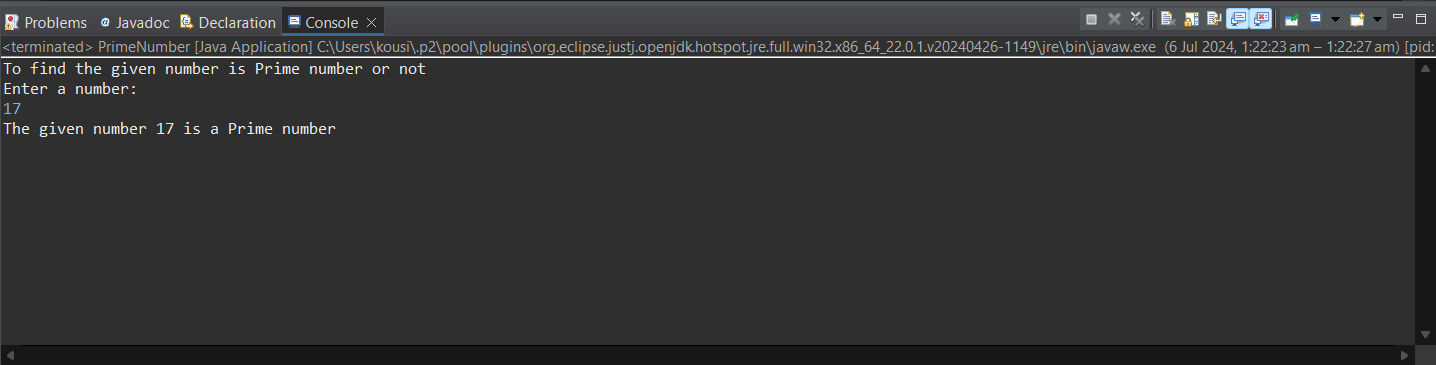 Problems Javadoc Declaration Console
<terminated> PrimeNumber [Java Application] C:\Users\kousi\.p2\pool\plugins\org.eclipse.justj.openjdk.hotspot.jre.full.win32.x86_64_22.0.1.v20240426-1149\jre\bin\javaw.exe (6 Jul 2024, 1:22:23 am – 1:22:27 am) [pid:
To find the given number is Prime number or not
Enter a number:
17
The given number 17 is a Prime number